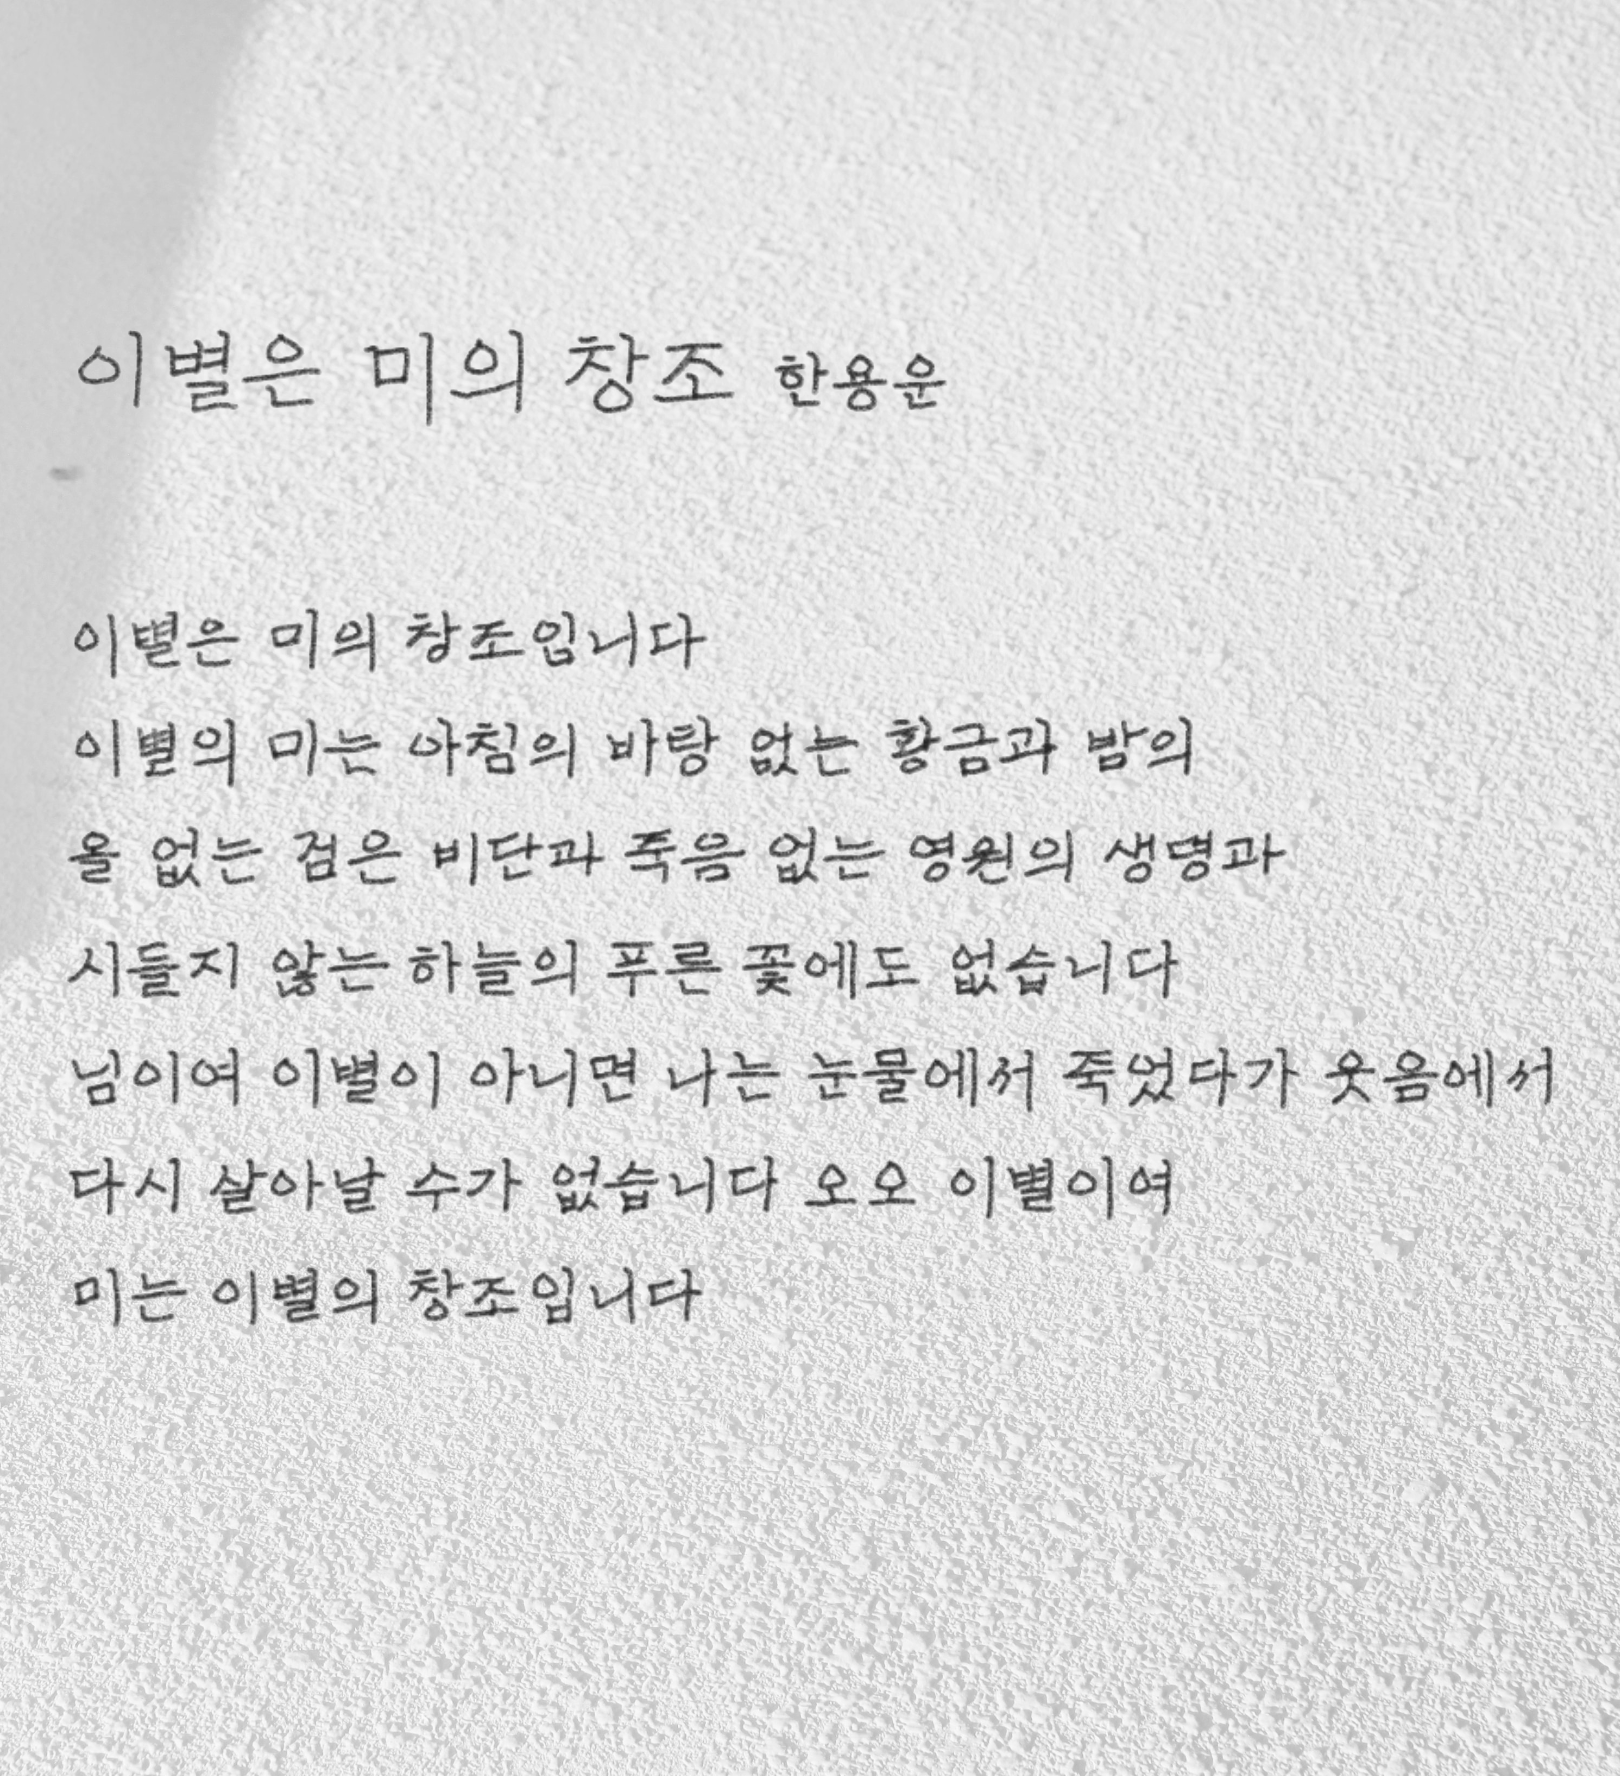 이별은 미의 창조 한용운
이별은 미의 창조입니다
이별의 미는 아침의 바탕 없는 황금과 밤의
올 없는 검은 비단과 죽음 없는 영원의 생명과
시들지 않는 하늘의 푸른 꽃에도 없습니다
님이여 이별이 아니면 나는 눈물에서 죽었다가 웃음에서
다시 살아날 수가 없습니다 오오 이별이여
미는 이별의 창조입니다